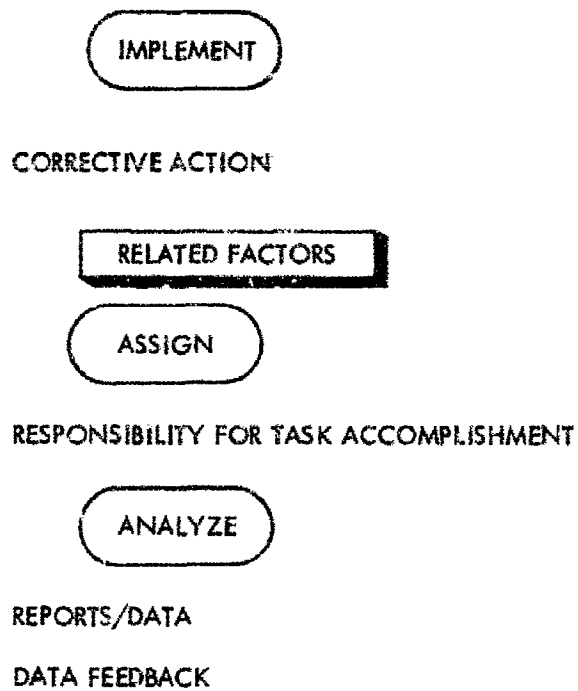 IMPLEMENT
CORRECTIVE ACTION
RELATED FACTORS
ASSIGN
RESPONSIBILITY FOR TASK ACCOMPLISHMENT
ANALYZE
REPORTS/DATA
DATA FEEDBACK